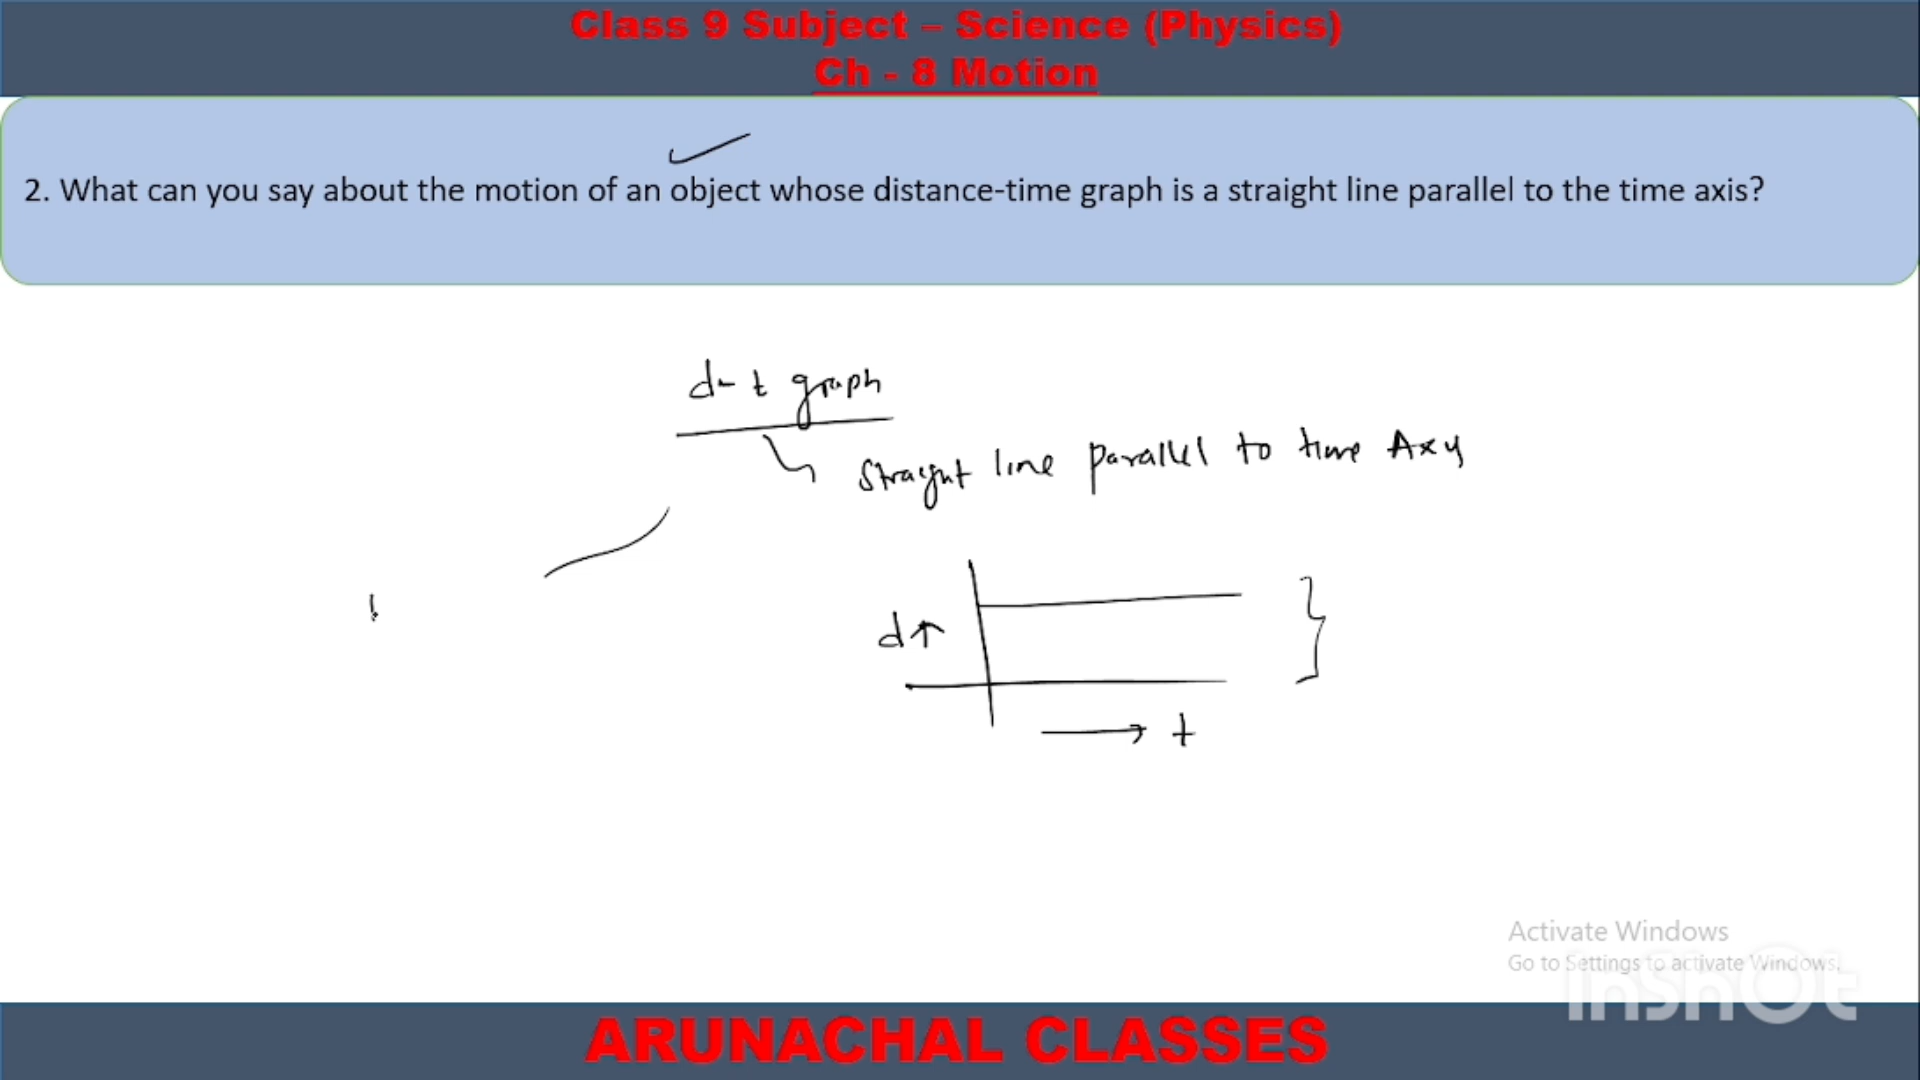 Class 9 Subject – Science (Physics)
Ch - 8 Motion
2. What can you say about the motion of an object whose distance-time graph is a straight line parallel to the time axis?
d- t graph
Straight line parallel to time Axis
d↑
→ t
Activate Windows
Go to Settings to activate Windows.
InShOt
ARUNACHAL CLASSES